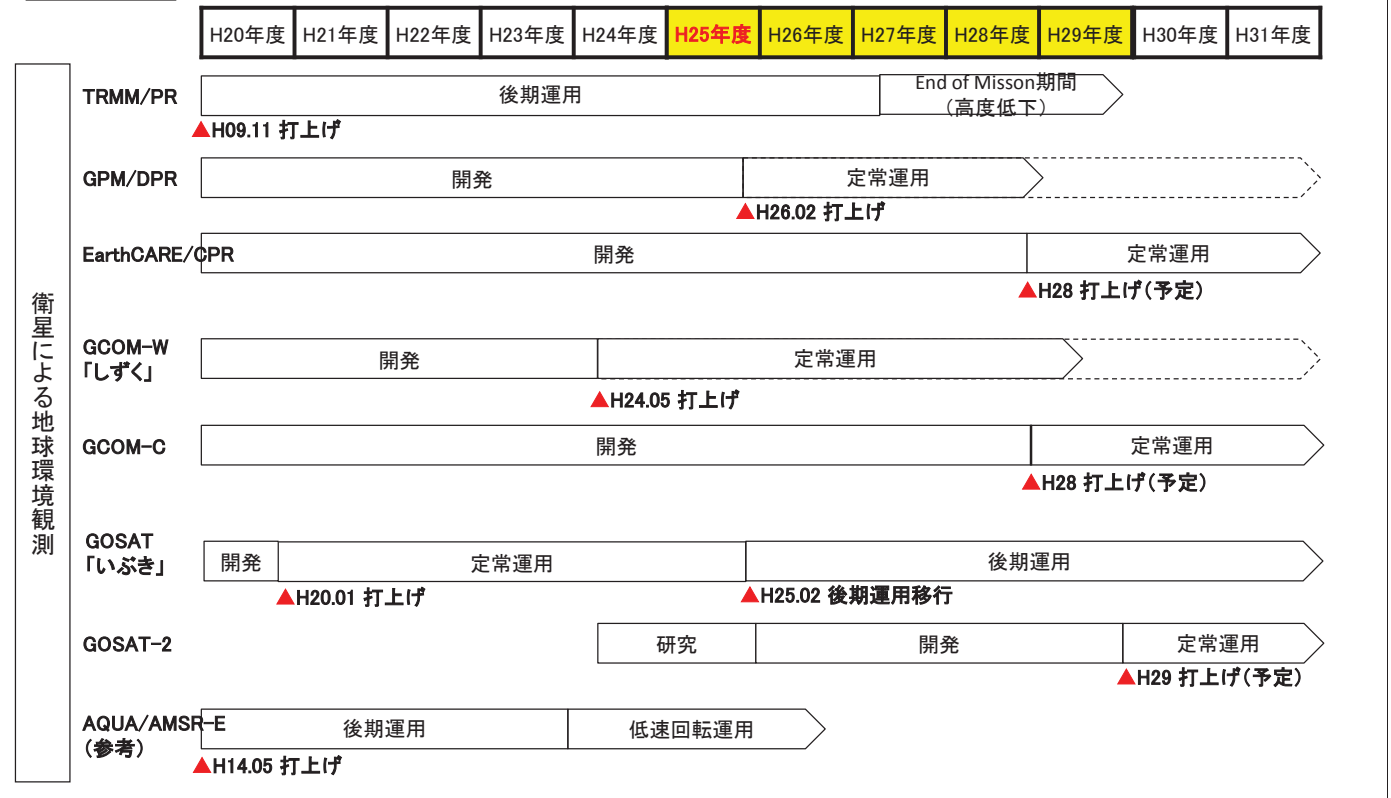 H20年度 H21年度 H22年度 H23年度 H24年度 H25年度 H26年度 H27年度 H28年度 H29年度 H30年度 H31年度
衛星による地球環境観測
TRMM/PR 後期運用 End of Misson期間
(高度低下)
▲H09.11 打上げ
GPM/DPR 開発 定常運用
▲H26.02 打上げ
EarthCARE/CPR 開発 定常運用
▲H28 打上げ(予定)
GCOM-W
「しずく」 開発 定常運用
▲H24.05 打上げ
GCOM-C 開発 定常運用
▲H28 打上げ(予定)
GOSAT
「いぶき」 開発 定常運用 後期運用
▲H20.01 打上げ ▲H25.02 後期運用移行
GOSAT-2 研究 開発 定常運用
▲H29 打上げ(予定)
AQUA/AMSR-E
(参考) 後期運用 低速回転運用
▲H14.05 打上げ